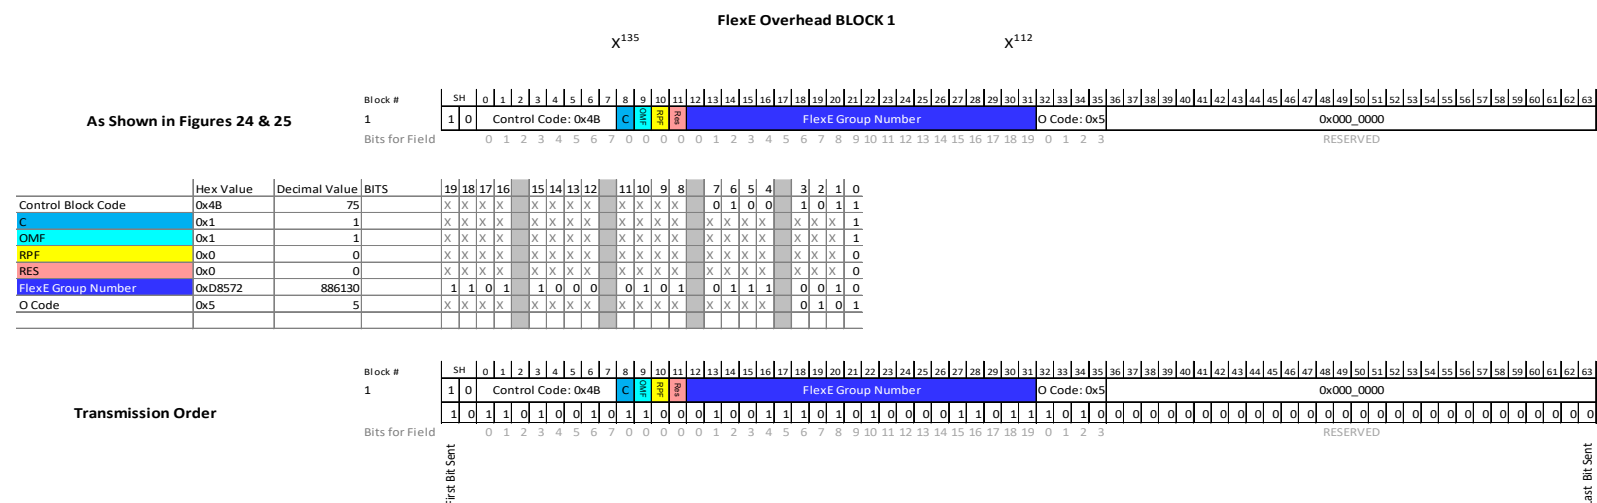 FlexE Overhead BLOCK 1
X135 X112
Block # SH 0 1 2 3 4 5 6 7 8 9 10 11 12 13 14 15 16 17 18 19 20 21 22 23 24 25 26 27 28 29 30 31 32 33 34 35 36 37 38 39 40 41 42 43 44 45 46 47 48 49 50 51 52 53 54 55 56 57 58 59 60 61 62 63
As Shown in Figures 24 & 25 1 1 0 Control Code: 0x4B C OMF RPF Res FlexE Group Number O Code: 0x5 0x000_0000
Bits for Field 0 1 2 3 4 5 6 7 0 0 0 0 0 1 2 3 4 5 6 7 8 9 10 11 12 13 14 15 16 17 18 19 0 1 2 3 RESERVED
Hex Value Decimal Value BITS 19 18 17 16 15 14 13 12 11 10 9 8 7 6 5 4 3 2 1 0
Control Block Code 0x4B 75 X X X X X X X X X X X X 0 1 0 0 1 0 1 1
C 0x1 1 X X X X X X X X X X X X X X X X X X X 1
OMF 0x1 1 X X X X X X X X X X X X X X X X X X X 1
RPF 0x0 0 X X X X X X X X X X X X X X X X X X X 0
RES 0x0 0 X X X X X X X X X X X X X X X X X X X 0
FlexE Group Number 0xD8572 886130 1 1 0 1 1 0 0 0 0 1 0 1 0 1 1 1 0 0 1 0
O Code 0x5 5 X X X X X X X X X X X X X X X X 0 1 0 1
Block # SH 0 1 2 3 4 5 6 7 8 9 10 11 12 13 14 15 16 17 18 19 20 21 22 23 24 25 26 27 28 29 30 31 32 33 34 35 36 37 38 39 40 41 42 43 44 45 46 47 48 49 50 51 52 53 54 55 56 57 58 59 60 61 62 63
1 1 0 Control Code: 0x4B C OMF RPF Res FlexE Group Number O Code: 0x5 0x000_0000
Transmission Order 1 0 1 1 0 1 0 0 1 0 1 1 0 0 0 1 0 0 1 1 1 0 1 0 1 0 0 0 0 1 1 0 1 1 1 0 1 0 0 0 0 0 0 0 0 0 0 0 0 0 0 0 0 0 0 0 0 0 0 0 0 0 0 0 0 0
Bits for Field 0 1 2 3 4 5 6 7 0 0 0 0 0 1 2 3 4 5 6 7 8 9 10 11 12 13 14 15 16 17 18 19 0 1 2 3 RESERVED
First Bit Sent
Last Bit Sent